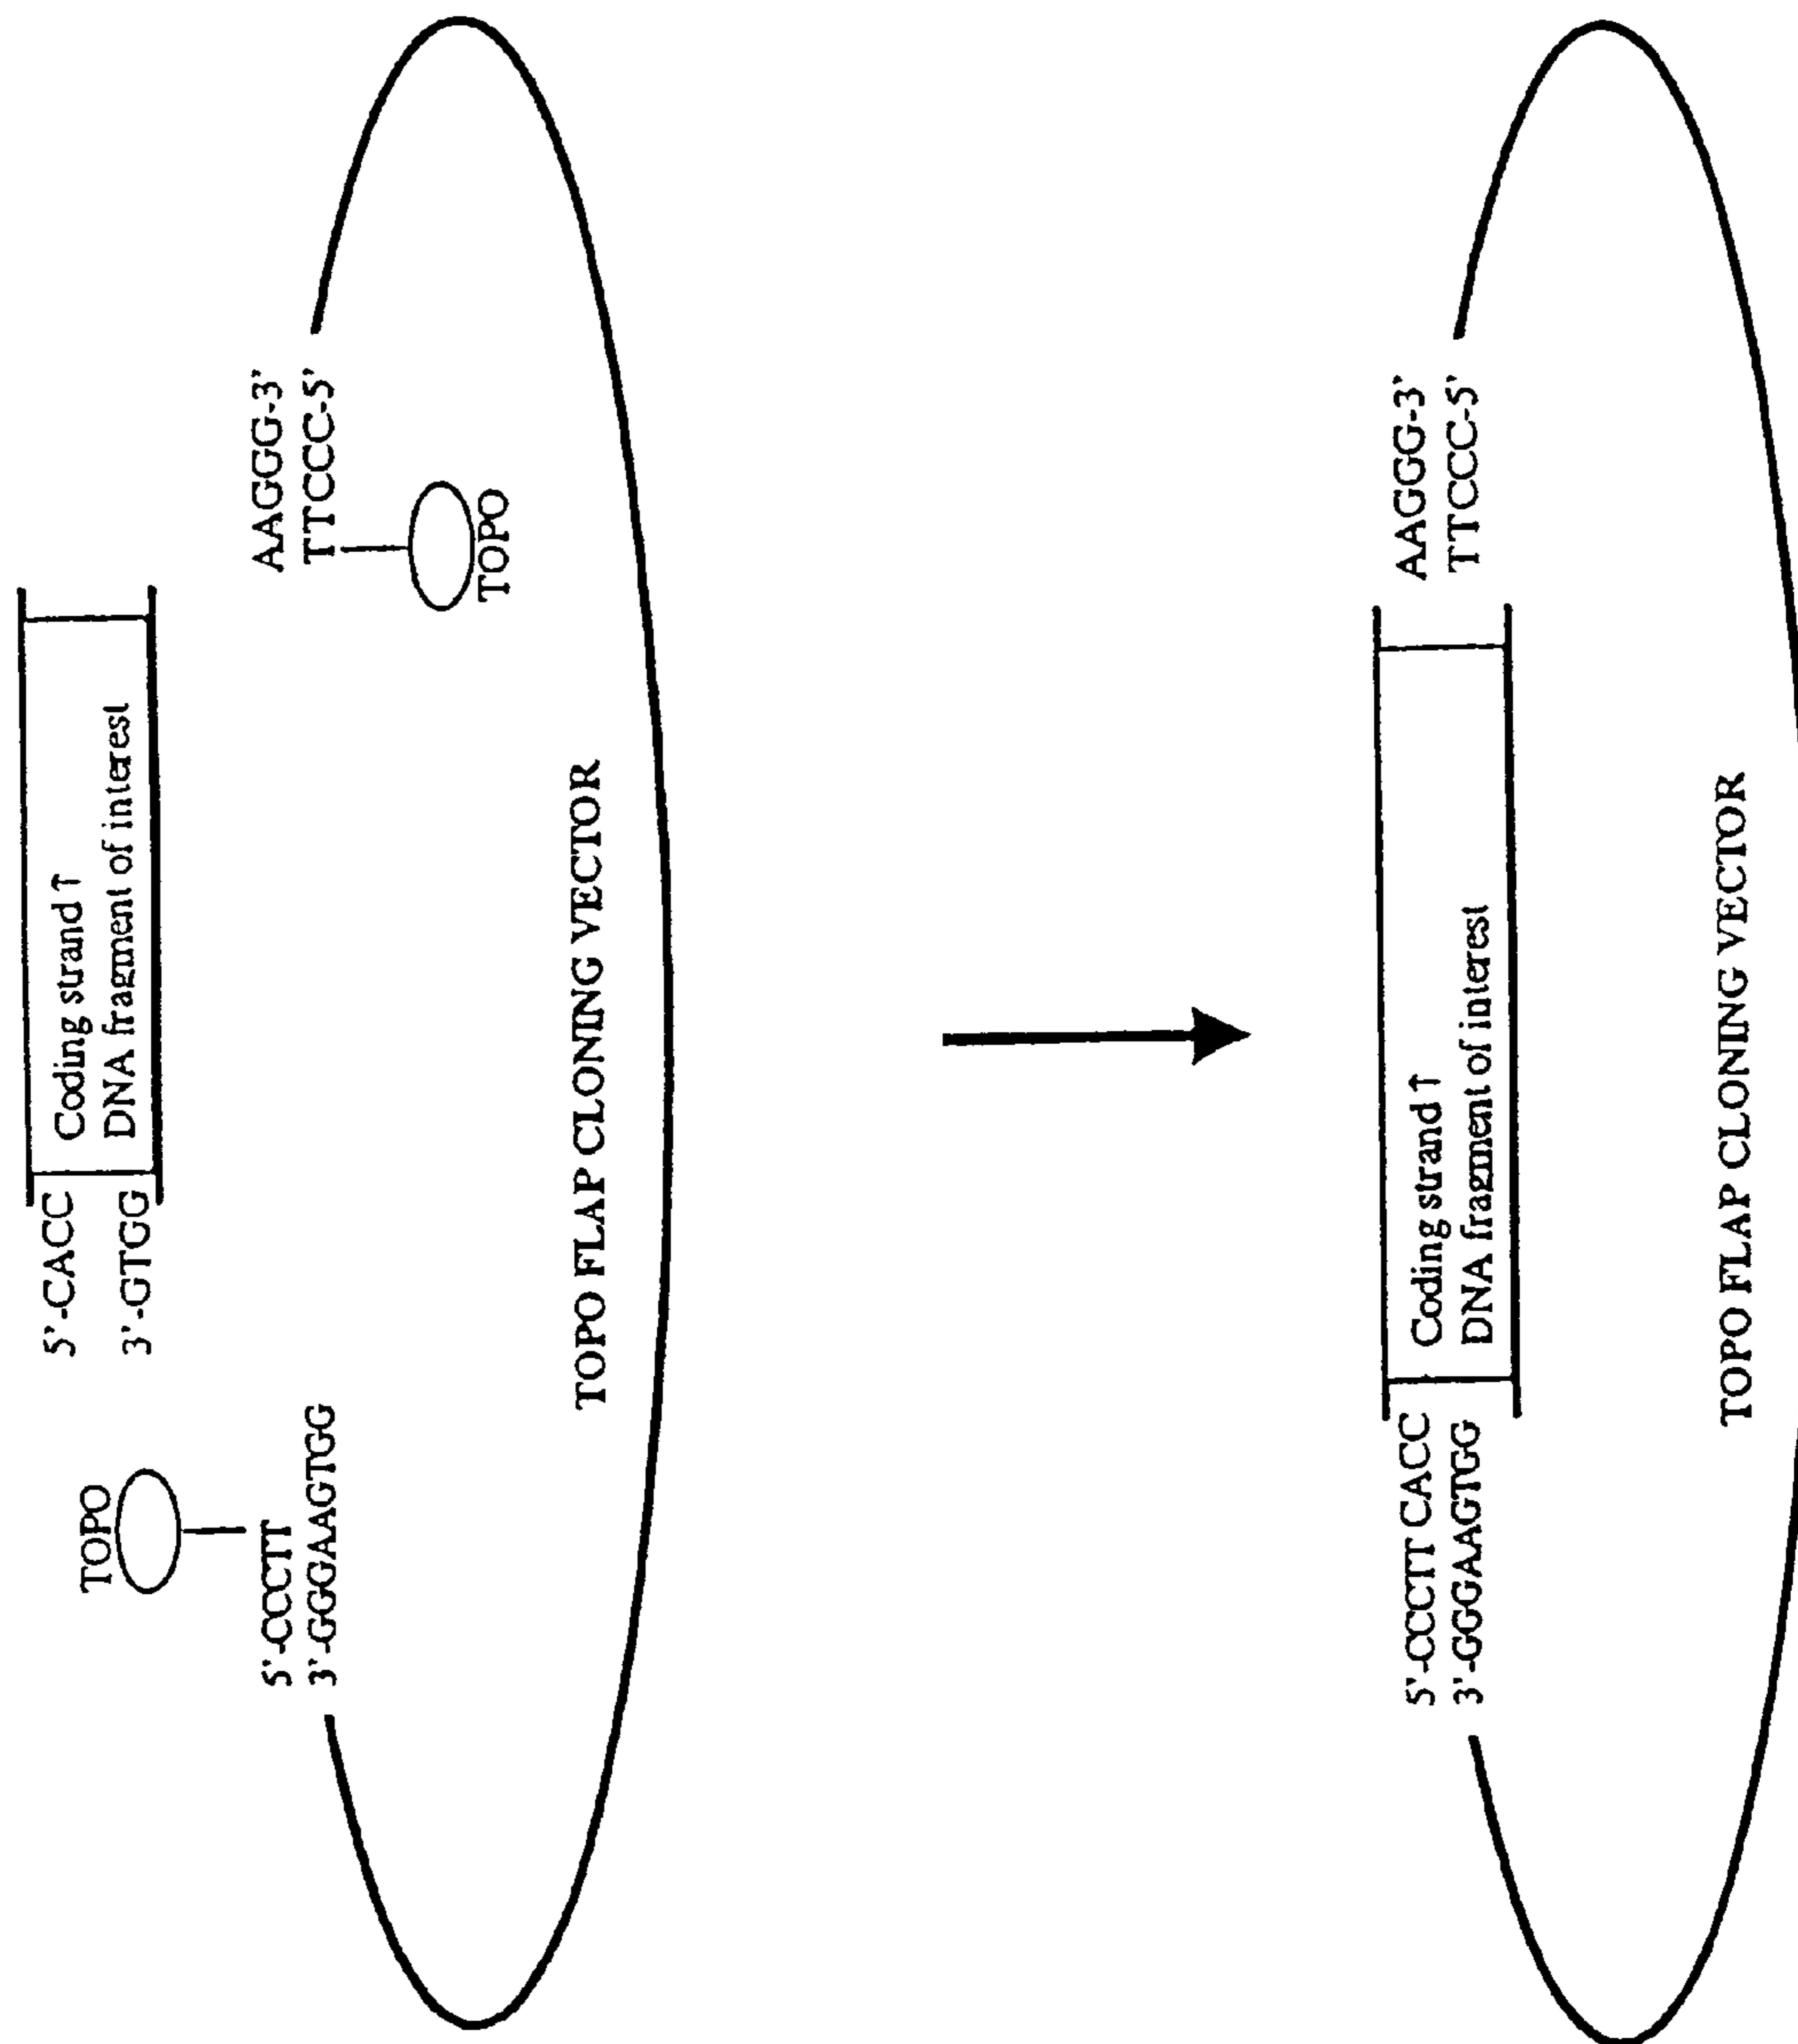 5'-CACC
Coding strand ↑
DNA fragment of interest
3'-GTGG
TOPO
5'-CCCTT
3'-GGGAAGTGG
AAGGG-3'
TTCCC-5'
TOPO
TOPO FLAP CLONING VECTOR
5'-CCCTT CACC
3'-GGGAAGTGG
Coding strand ↑
DNA fragment of interest
AAGGG-3'
TTCCC-5'
TOPO FLAP CLONING VECTOR